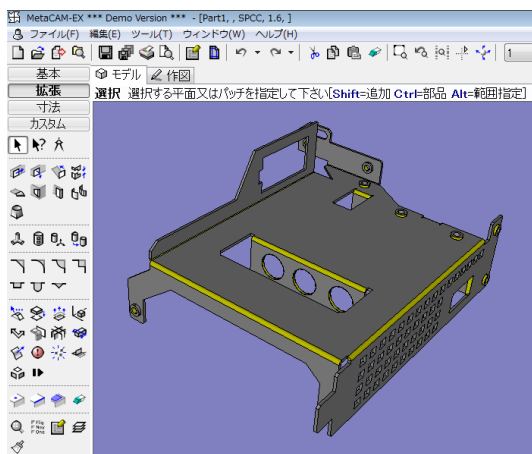 MetaCAM-EX *** Demo Version *** - [Part1, , SPCC, 1.6, ]
ファイル(F) 編集(E) ツール(T) ウィンドウ(W) ヘルプ(H)
1
基本
モデル 作図
拡張
選択 選択する平面又はパッチを指定して下さい[Shift=追加 Ctrl=部品 Alt=範囲指定]
寸法
カスタム